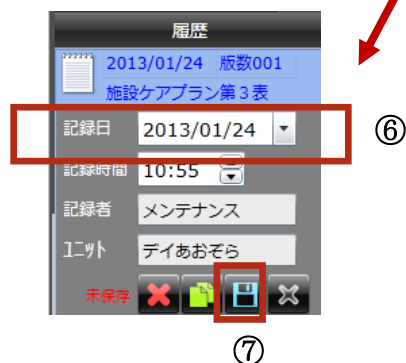 履歴
2013/01/24 版数001
施設ケアプラン第3表
記録日 2013/01/24
⑥
記録時間 10:55
記録者 メンテナンス
ユニット デイあおぞら
未保存
⑦